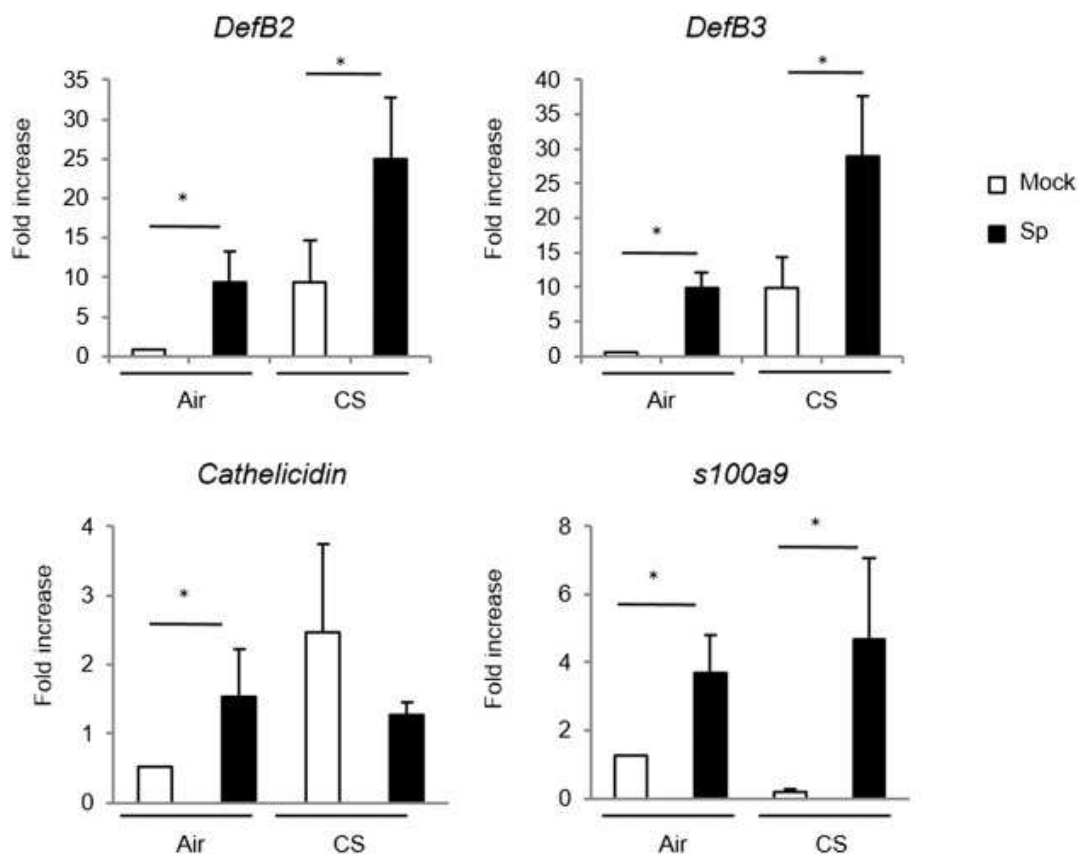 DefB2
*
*
Fold increase
35
30
25
20
15
10
5
0
Air
CS
DefB3
*
*
Fold increase
40
35
30
25
20
15
10
5
0
Air
CS
Mock
Sp
Cathelicidin
*
Fold increase
4
3
2
1
0
Air
CS
s100a9
*
*
Fold increase
8
6
4
2
0
Air
CS